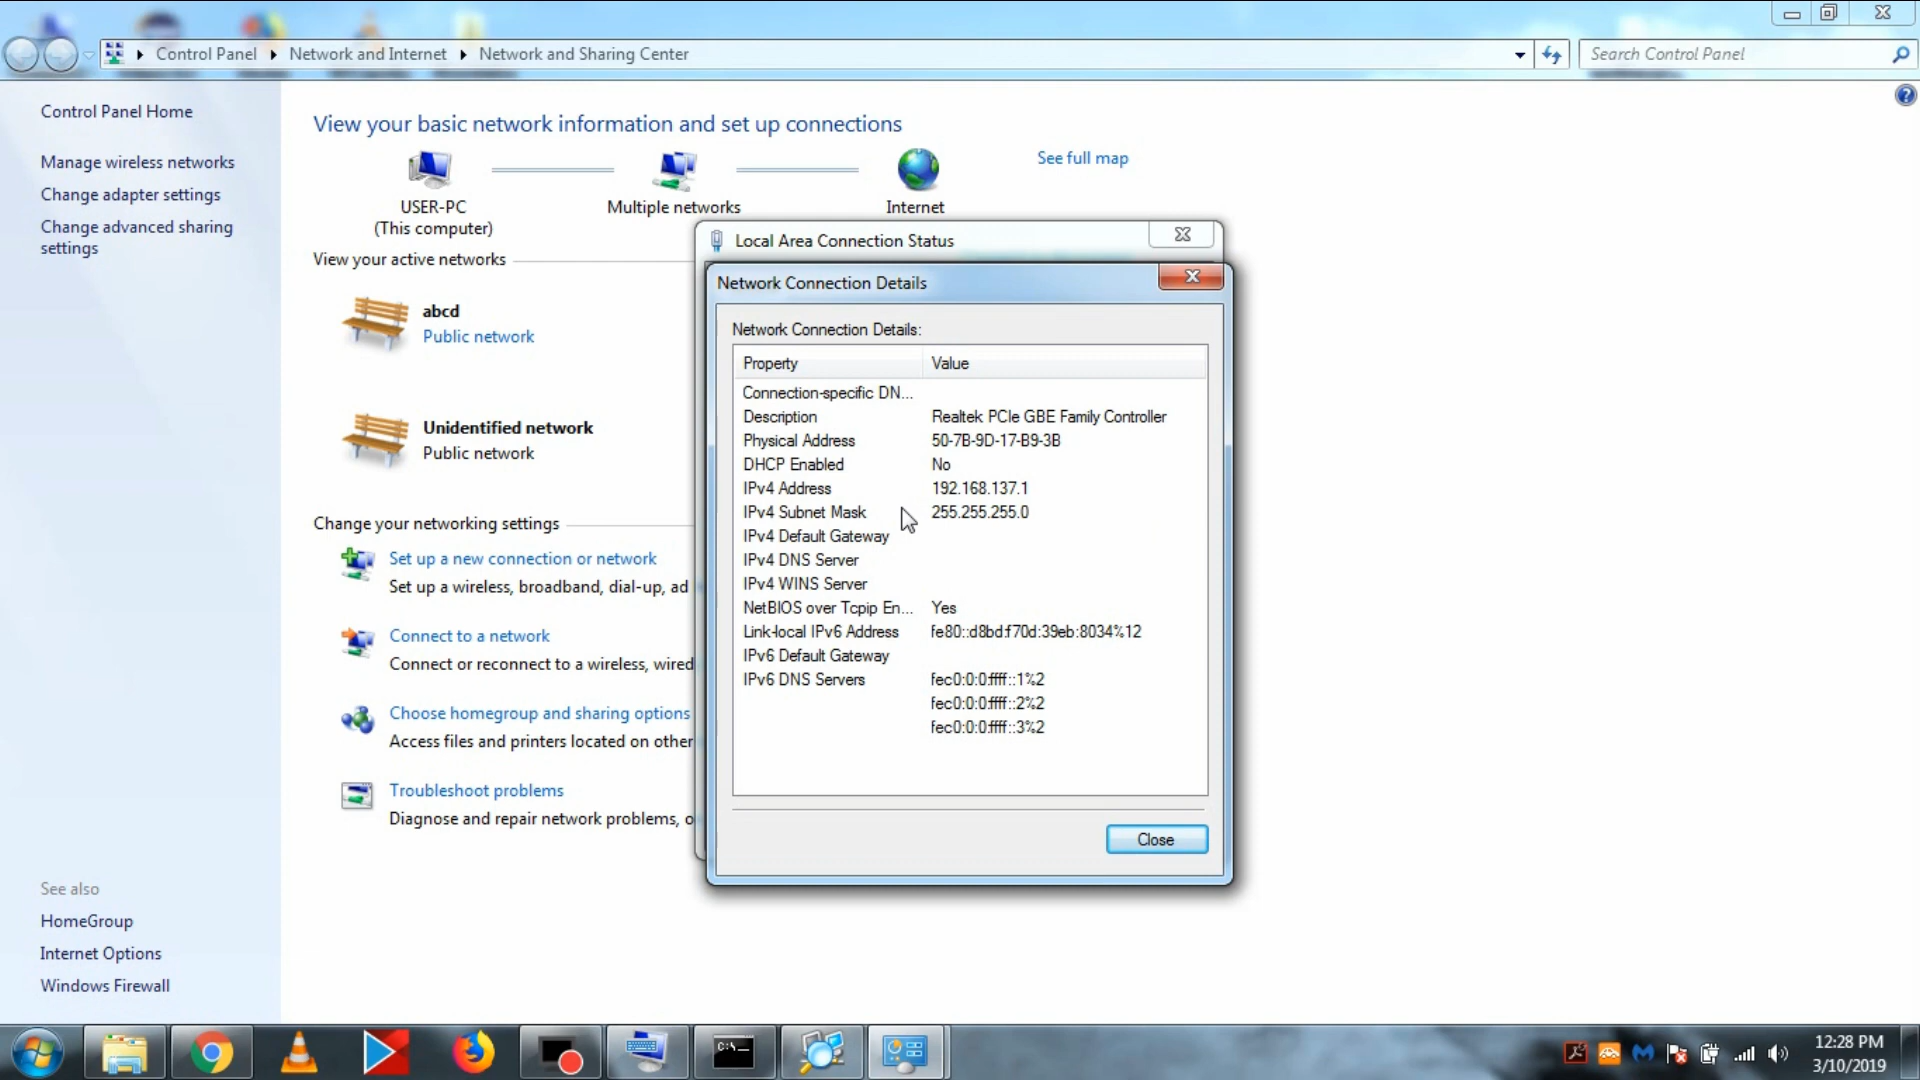 Control Panel
Network and Internet
Network and Sharing Center
Search Control Panel
Control Panel Home
Manage wireless networks
Change adapter settings
Change advanced sharing
settings
View your basic network information and set up connections
See full map
USER-PC
(This computer)
Multiple networks
Internet
View your active networks
abcd
Public network
Unidentified network
Public network
Change your networking settings
Set up a new connection or network
Set up a wireless, broadband, dial-up, ad
Connect to a network
Connect or reconnect to a wireless, wired
Choose homegroup and sharing options
Access files and printers located on other
Troubleshoot problems
Diagnose and repair network problems, o
Local Area Connection Status
Network Connection Details
Network Connection Details:
Property Value
Connection-specific DN...
Description Realtek PCIe GBE Family Controller
Physical Address 50-7B-9D-17-B9-3B
DHCP Enabled No
IPv4 Address 192.168.137.1
IPv4 Subnet Mask 255.255.255.0
IPv4 Default Gateway
IPv4 DNS Server
IPv4 WINS Server
NetBIOS over Tcpip En... Yes
Link-local IPv6 Address fe80::d8bd:f70d:39eb:8034%12
IPv6 Default Gateway
IPv6 DNS Servers fec0:0:0:ffff::1%2
fec0:0:0:ffff::2%2
fec0:0:0:ffff::3%2
Close
See also
HomeGroup
Internet Options
Windows Firewall
C:\_
12:28 PM
3/10/2019